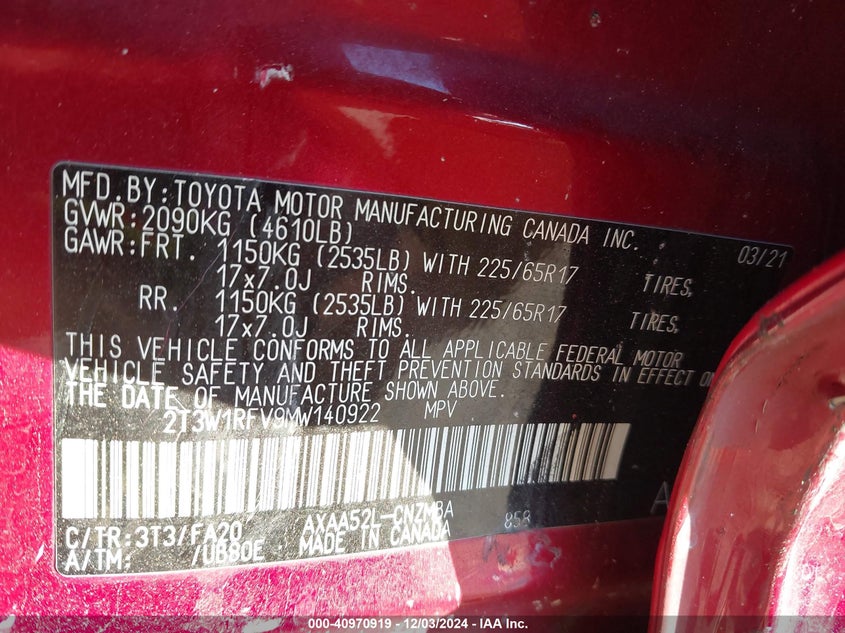 MFD.BY:TOYOTA MOTOR MANUFACTURING CANADA INC.
GVWR:2090KG (4610LB) 03/21
GAWR:FRT. 1150KG (2535LB) WITH 225/65R17 TIRES,
17x7.0J RIMS.
RR. 1150KG (2535LB) WITH 225/65R17 TIRES,
17x7.0J RIMS.
THIS VEHICLE CONFORMS TO ALL APPLICABLE FEDERAL MOTOR
VEHICLE SAFETY AND THEFT PREVENTION STANDARDS IN EFFECT ON
THE DATE OF MANUFACTURE SHOWN ABOVE.
2T3W1RFV9MW140922 MPV
C/TR:3T3/FA20 AXAA52L-CNZMBA 858
A/TM: /UB80E MADE IN CANADA
A
000-40970919 - 12/03/2024 - IAA Inc.